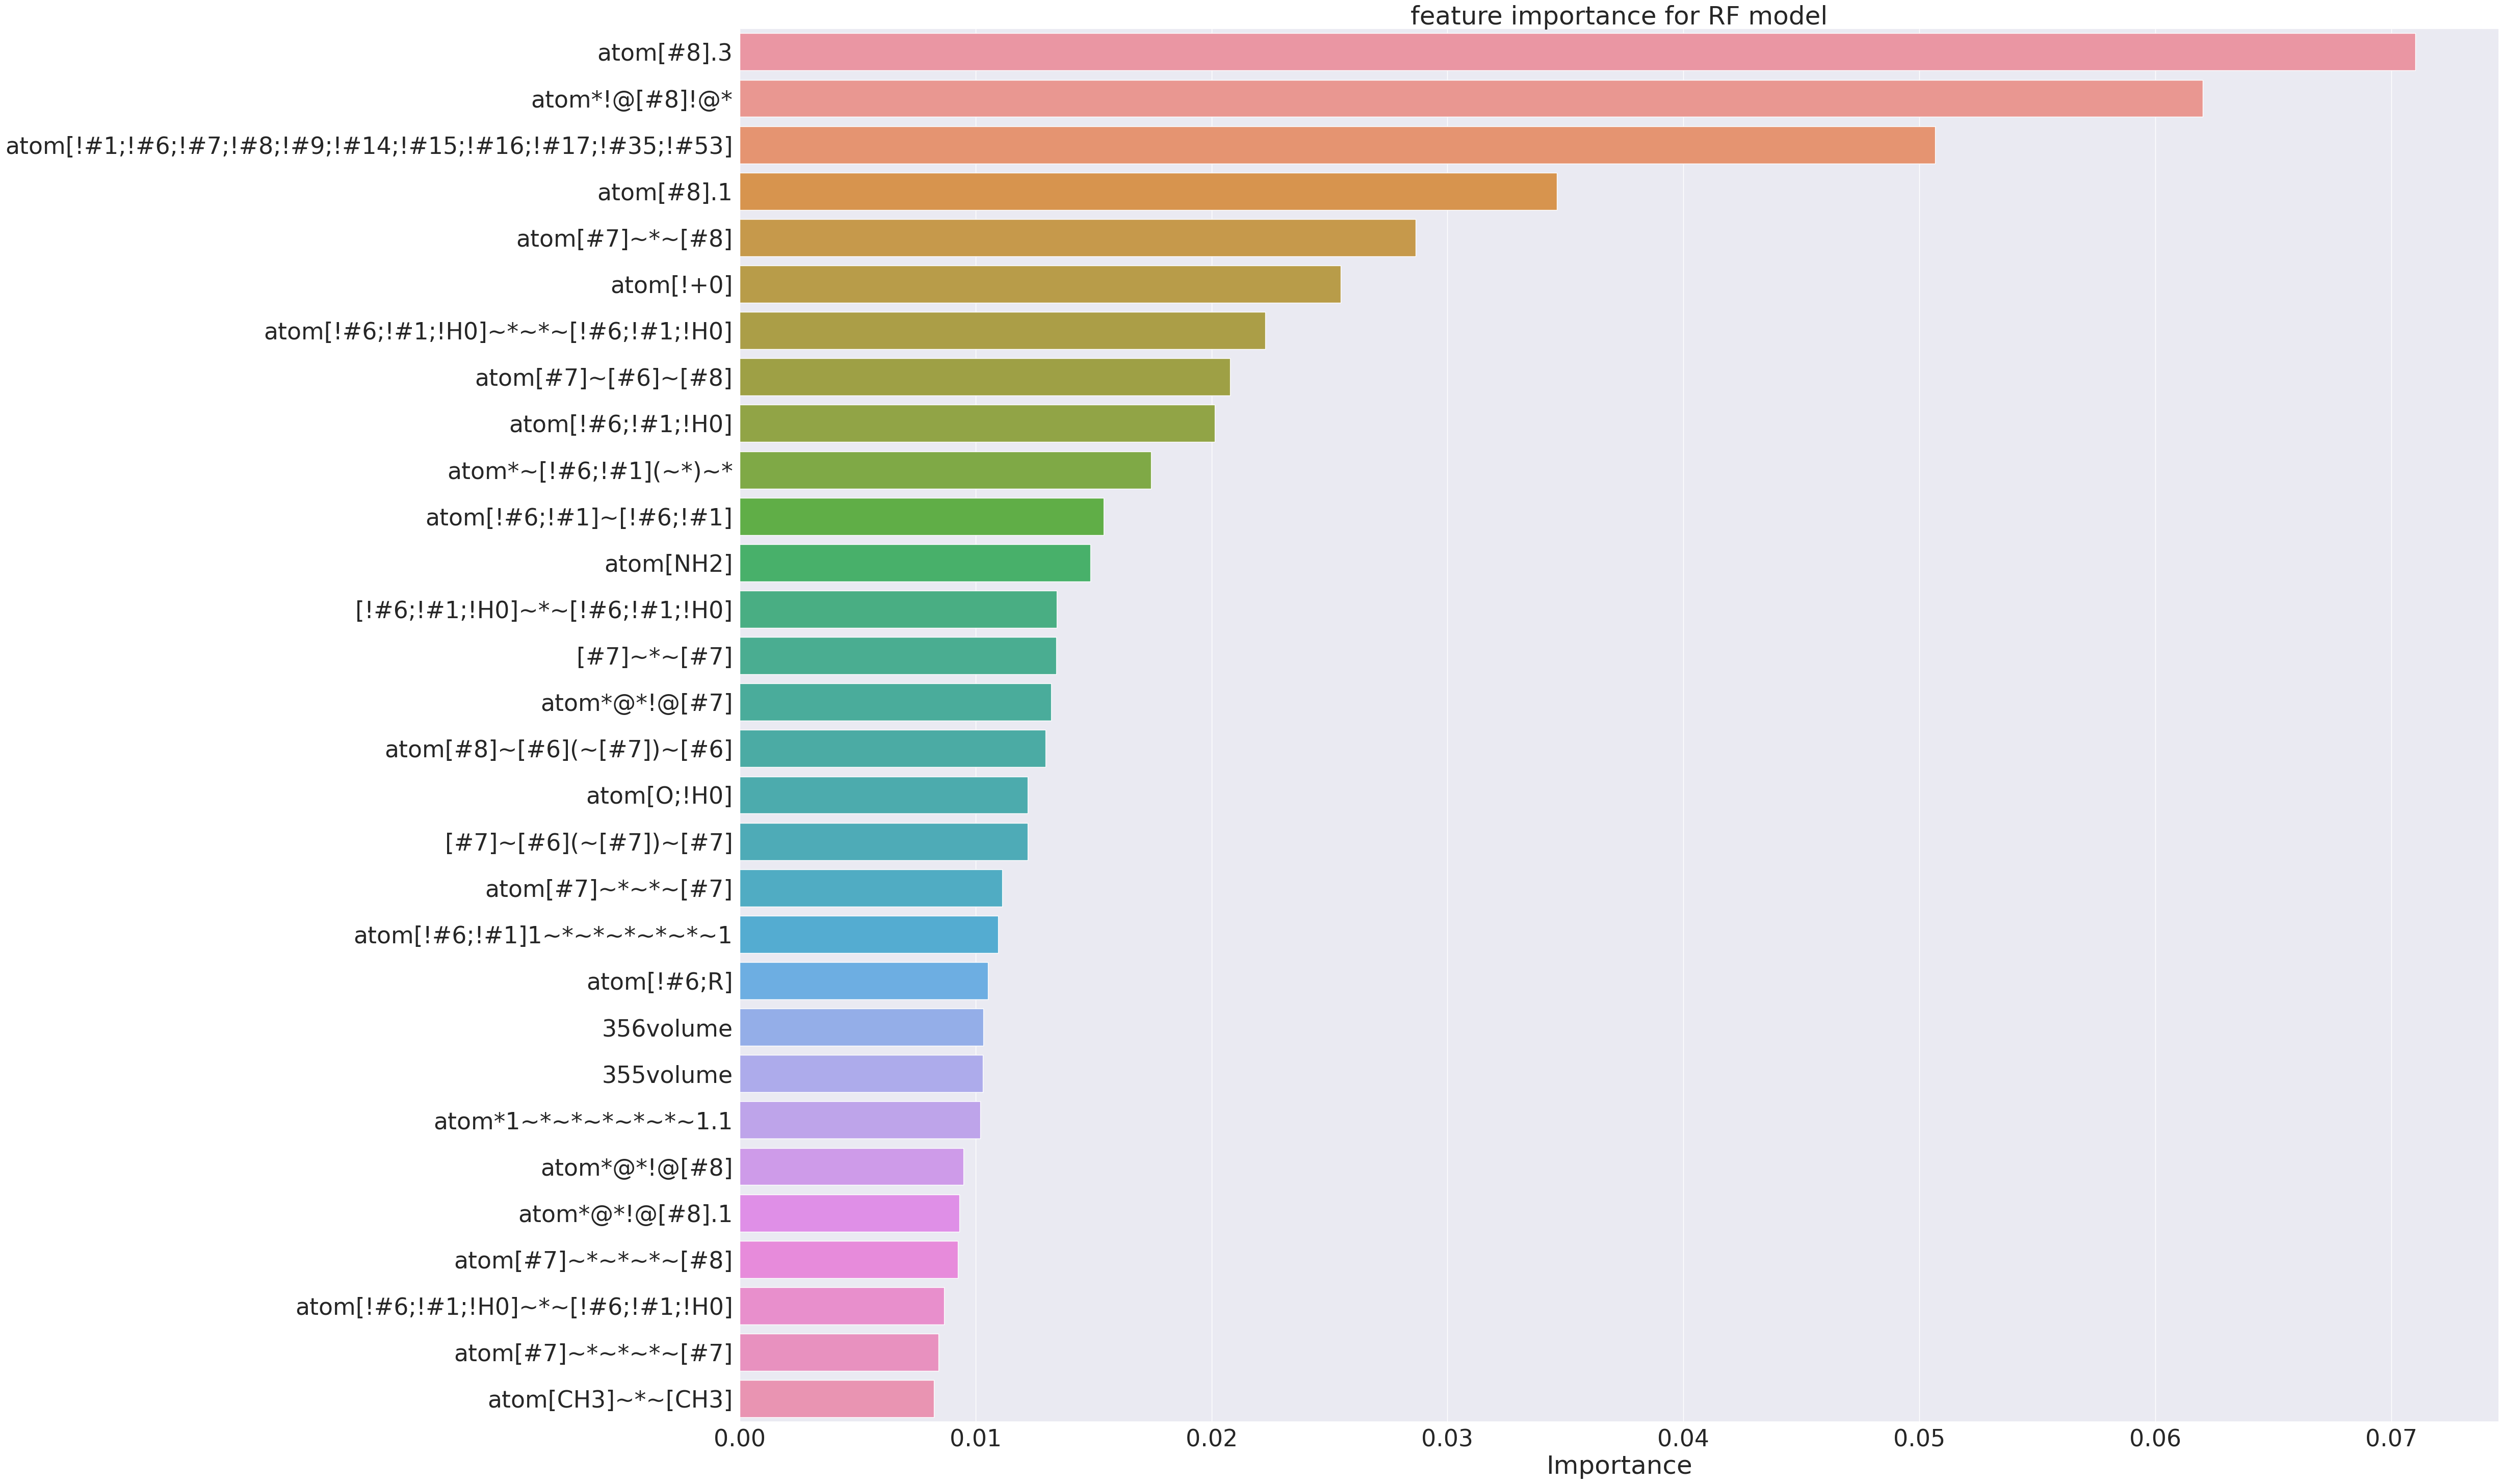 feature importance for RF model
atom[#8].3
atom*!@[#8]!@*
atom[!#1;!#6;!#7;!#8;!#9;!#14;!#15;!#16;!#17;!#35;!#53]
atom[#8].1
atom[#7]~*~[#8]
atom[!+0]
atom[!#6;!#1;!H0]~*~*~[!#6;!#1;!H0]
atom[#7]~[#6]~[#8]
atom[!#6;!#1;!H0]
atom*~[!#6;!#1](~*)~*
atom[!#6;!#1]~[!#6;!#1]
atom[NH2]
[!#6;!#1;!H0]~*~[!#6;!#1;!H0]
[#7]~*~[#7]
atom*@*!@[#7]
atom[#8]~[#6](~[#7])~[#6]
atom[O;!H0]
[#7]~[#6](~[#7])~[#7]
atom[#7]~*~*~[#7]
atom[!#6;!#1]1~*~*~*~*~*~1
atom[!#6;R]
356volume
355volume
atom*1~*~*~*~*~*~1.1
atom*@*!@[#8]
atom*@*!@[#8].1
atom[#7]~*~*~*~[#8]
atom[!#6;!#1;!H0]~*~[!#6;!#1;!H0]
atom[#7]~*~*~*~[#7]
atom[CH3]~*~[CH3]
0.00 0.01 0.02 0.03 0.04 0.05 0.06 0.07
Importance